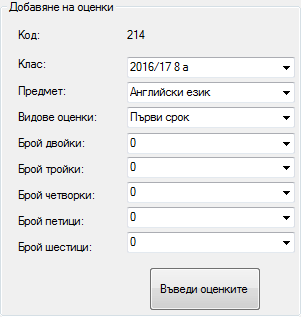 Добавяне на оценки
Код: 214
Клас: 2016/17 8 а
Предмет: Английски език
Видове оценки: Първи срок
Брой двойки: 0
Брой тройки: 0
Брой четворки: 0
Брой петици: 0
Брой шестици: 0
Въведи оценките